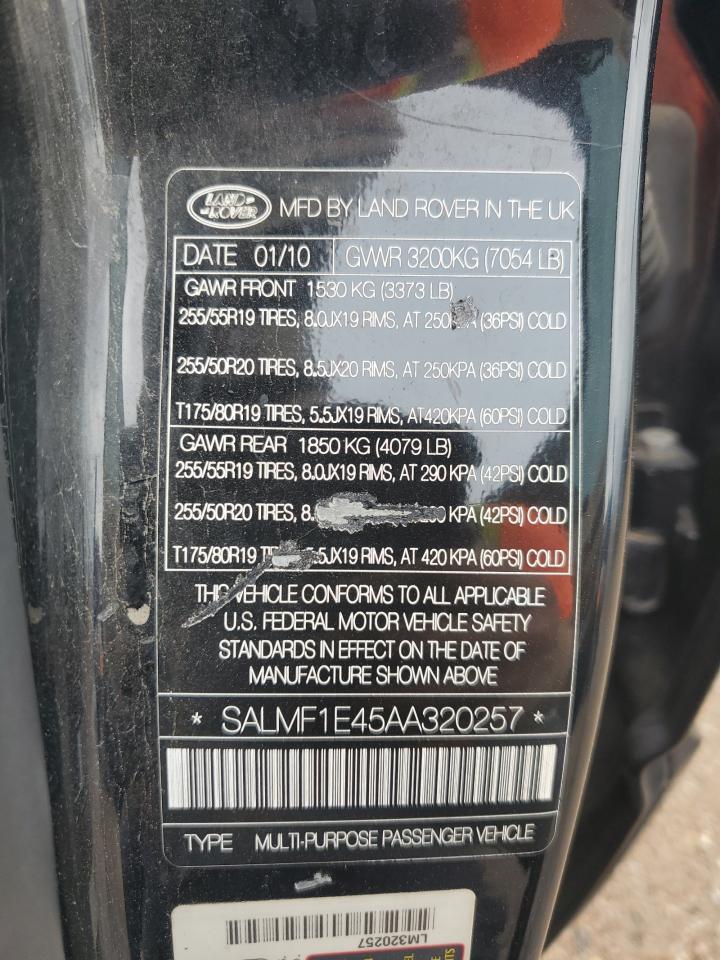 LAND ROVER MFD BY LAND ROVER IN THE UK
DATE 01/10 GVWR 3200KG (7054 LB)
GAWR FRONT 1530 KG (3373 LB)
255/55R19 TIRES, 8.0JX19 RIMS, AT 250 (36PSI) COLD
255/50R20 TIRES, 8.5JX20 RIMS, AT 250KPA (36PSI) COLD
T175/80R19 TIRES, 5.5JX19 RIMS, AT 420KPA (60PSI) COLD
GAWR REAR 1850 KG (4079 LB)
255/55R19 TIRES, 8.0JX19 RIMS, AT 290 KPA (42PSI) COLD
255/50R20 TIRES, 8. KPA (42PSI) COLD
T175/80R19 5.5JX19 RIMS, AT 420 KPA (60PSI) COLD
THIS VEHICLE CONFORMS TO ALL APPLICABLE
U.S. FEDERAL MOTOR VEHICLE SAFETY
STANDARDS IN EFFECT ON THE DATE OF
MANUFACTURE SHOWN ABOVE
* SALMF1E45AA320257 *
TYPE MULTI-PURPOSE PASSENGER VEHICLE
LM320257